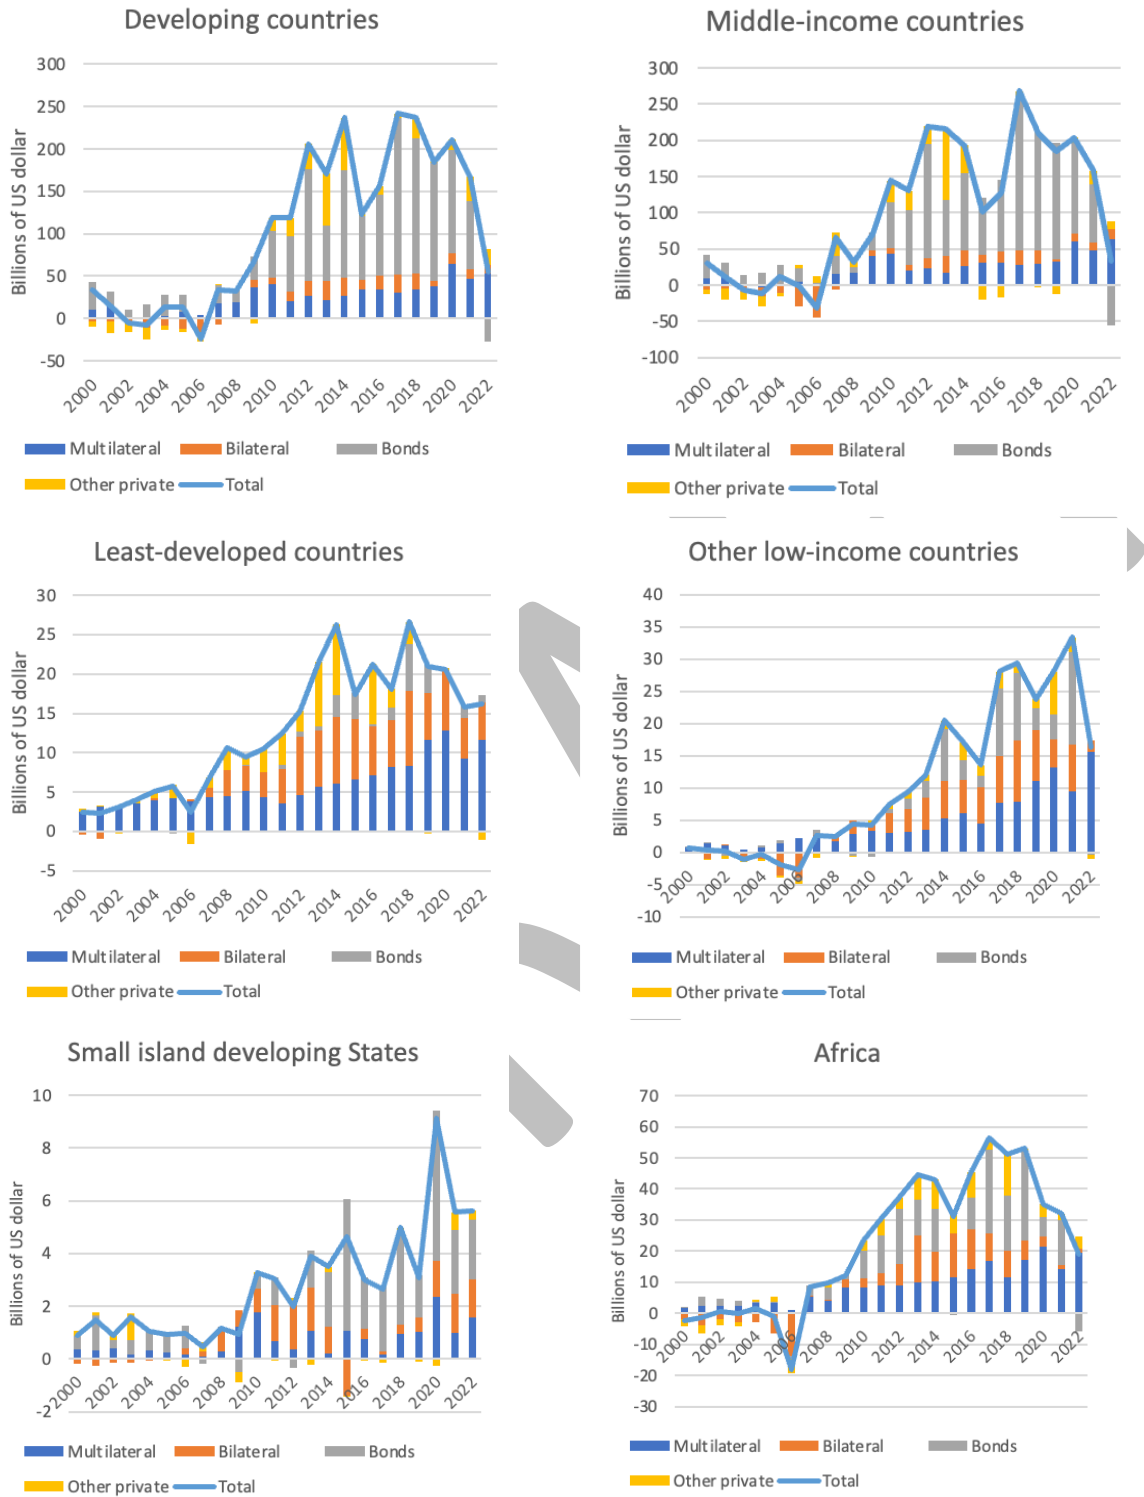 Developing countries
Billions of US dollar
300
250
200
150
100
50
0
-50
2000 2002 2004 2006 2008 2010 2012 2014 2016 2018 2020 2022
Multilateral Bilateral Bonds
Other private Total
Middle-income countries
Billions of US dollar
300
250
200
150
100
50
0
-50
-100
2000 2002 2004 2006 2008 2010 2012 2014 2016 2018 2020 2022
Multilateral Bilateral Bonds
Other private Total
Least-developed countries
Billions of US dollar
30
25
20
15
10
5
0
-5
2000 2002 2004 2006 2008 2010 2012 2014 2016 2018 2020 2022
Multilateral Bilateral Bonds
Other private Total
Other low-income countries
Billions of US dollar
40
35
30
25
20
15
10
5
0
-5
-10
2000 2002 2004 2006 2008 2010 2012 2014 2016 2018 2020 2022
Multilateral Bilateral Bonds
Other private Total
Small island developing States
Billions of US dollar
10
8
6
4
2
0
-2
2000 2002 2004 2006 2008 2010 2012 2014 2016 2018 2020 2022
Multilateral Bilateral Bonds
Other private Total
Africa
Billions of US dollar
70
60
50
40
30
20
10
0
-10
-20
-30
2000 2002 2004 2006 2008 2010 2012 2014 2016 2018 2020 2022
Multilateral Bilateral Bonds
Other private Total